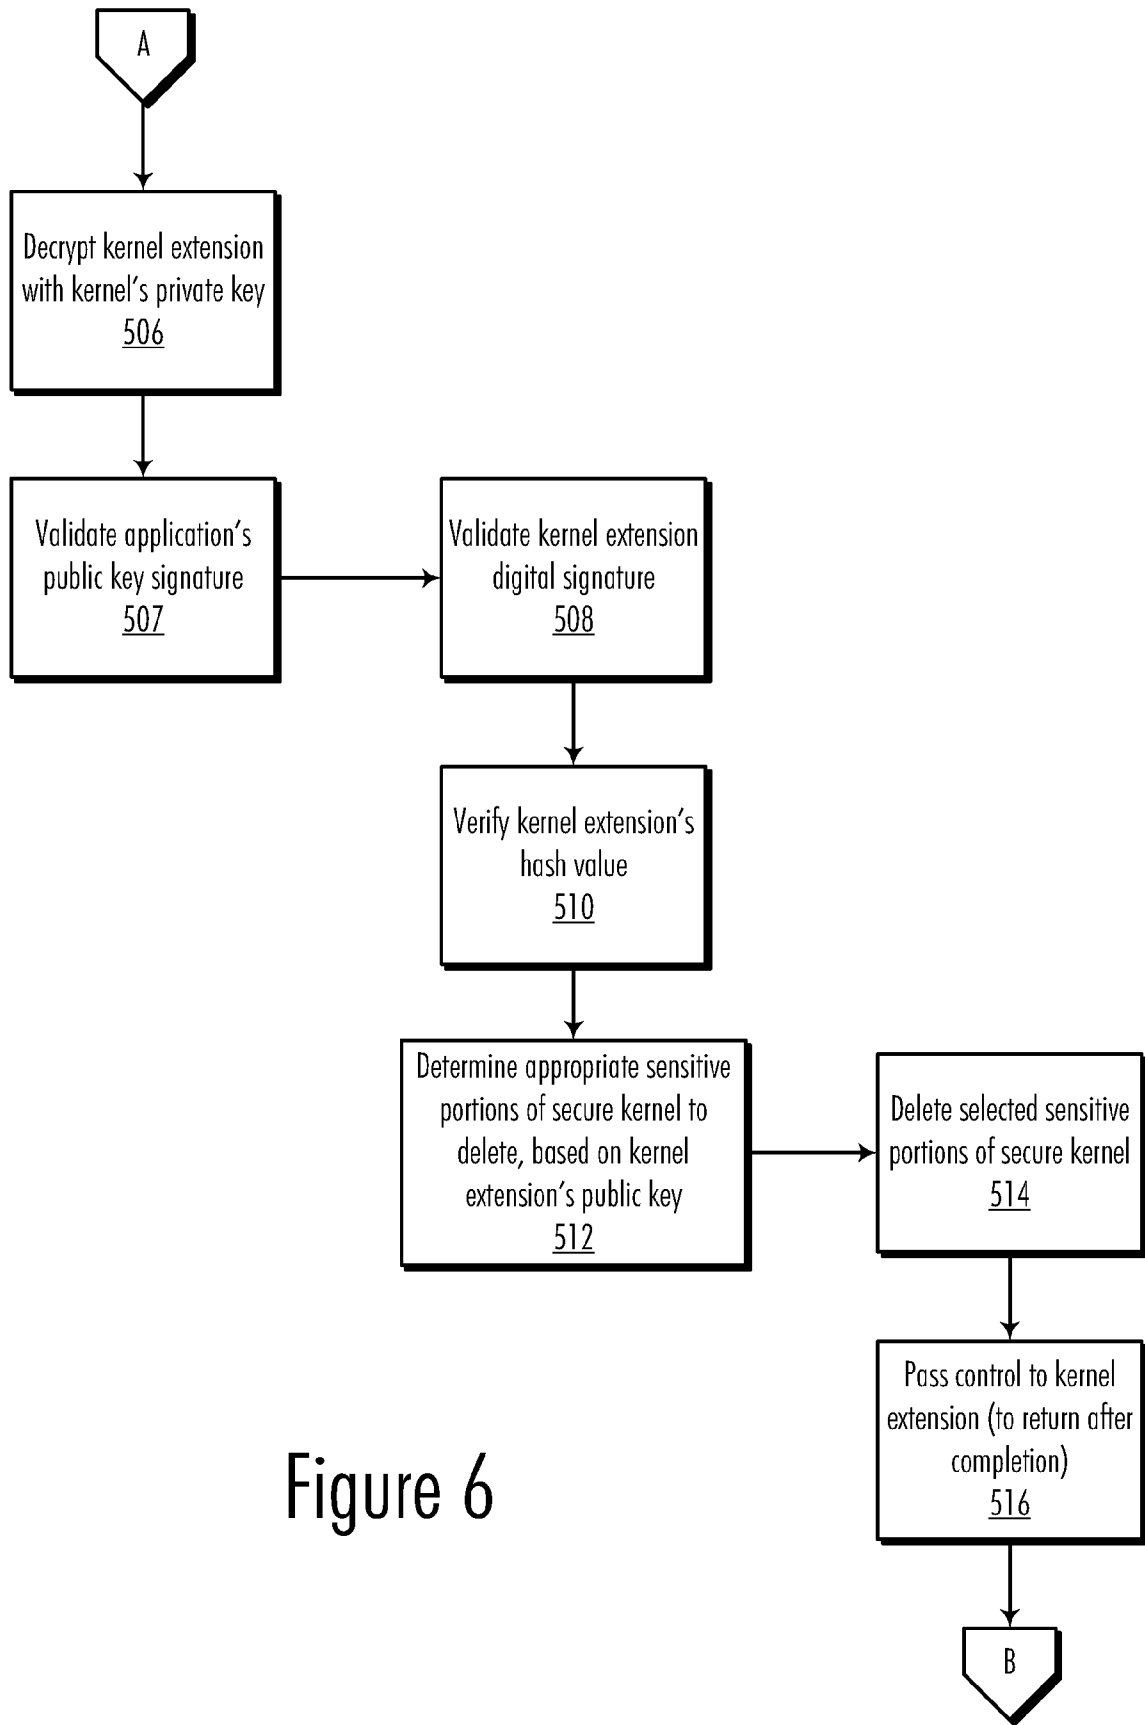 A
Decrypt kernel extension
with kernel's private key
506
Validate application's
public key signature
507
Validate kernel extension
digital signature
508
Verify kernel extension's
hash value
510
Determine appropriate sensitive
portions of secure kernel to
delete, based on kernel
extension's public key
512
Delete selected sensitive
portions of secure kernel
514
Pass control to kernel
extension (to return after
completion)
516
B
Figure 6